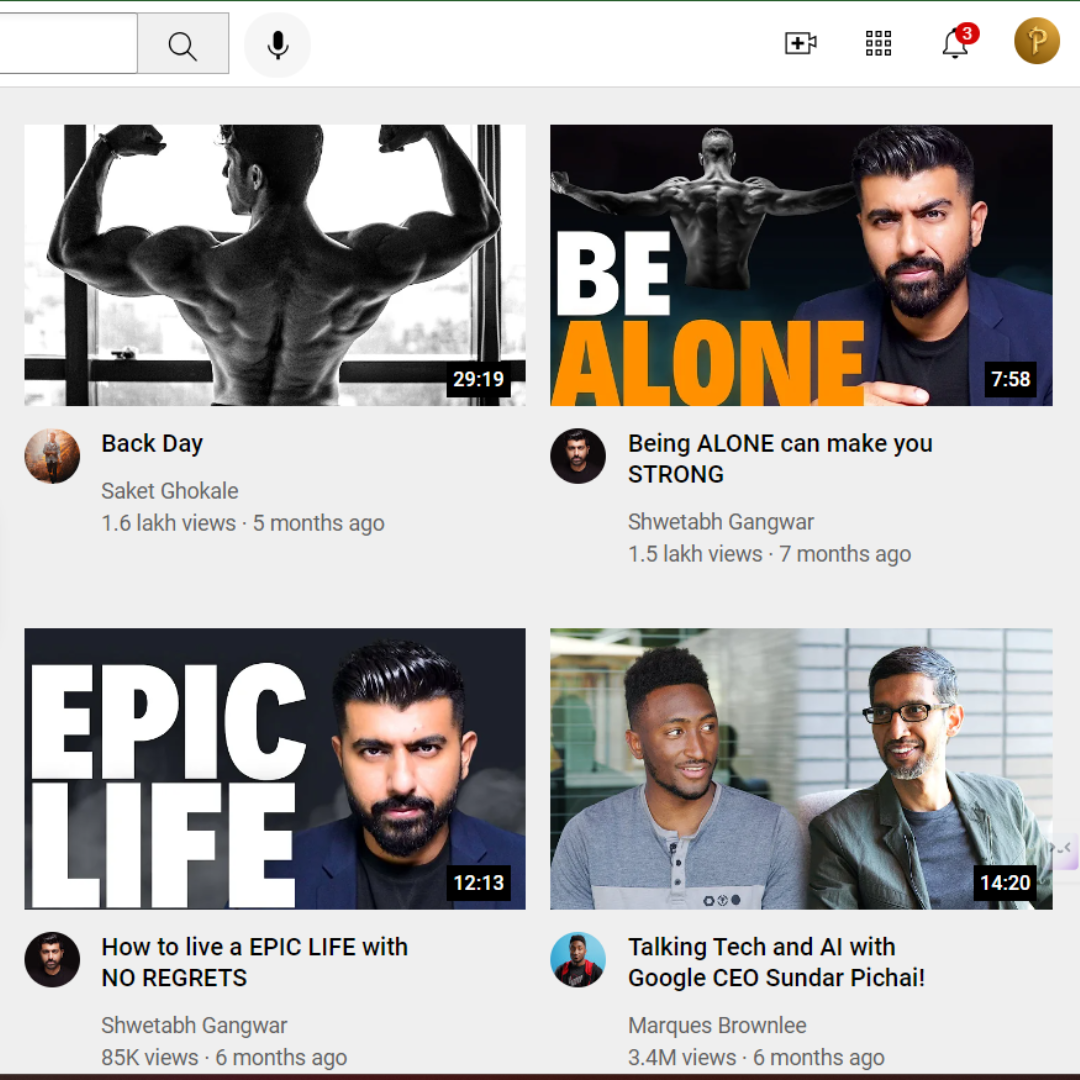 3
29:19
BE
ALONE
7:58
Back Day
Saket Ghokale
1.6 lakh views · 5 months ago
Being ALONE can make you
STRONG
Shwetabh Gangwar
1.5 lakh views · 7 months ago
EPIC
LIFE
12:13
14:20
How to live a EPIC LIFE with
NO REGRETS
Shwetabh Gangwar
85K views · 6 months ago
Talking Tech and AI with
Google CEO Sundar Pichai!
Marques Brownlee
3.4M views · 6 months ago